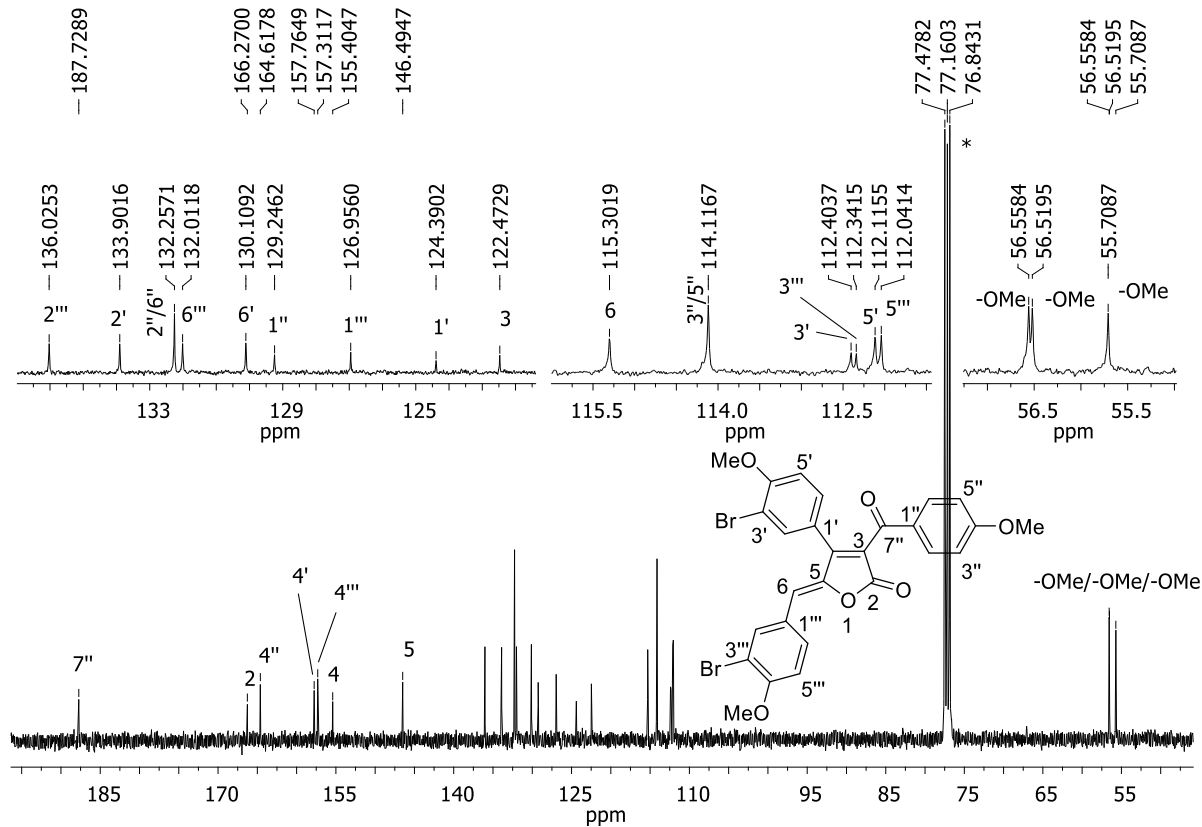 187.7289
166.2700
164.6178
157.7649
157.3117
155.4047
146.4947
77.4782
77.1603
76.8431
56.5584
56.5195
55.7087
*
136.0253
133.9016
132.2571
132.0118
130.1092
129.2462
126.9560
124.3902
122.4729
115.3019
114.1167
112.4037
112.3415
112.1155
112.0414
56.5584
56.5195
55.7087
2''' 2' 2''/6'' 6''' 6' 1'' 1''' 1' 3
6 3''/5'' 3' 3''' 5' 5'''
-OMe -OMe -OMe
133 129 125
ppm
115.5 114.0 112.5
ppm
56.5 55.5
ppm
MeO 5'
Br 3' 1'
O 7'' 1'' 5'' 3'' OMe
3 5 6 O 1 2 O
1''' 3''' 5'''
Br
MeO
7'' 2 4'' 4' 4''' 4 5
-OMe/-OMe/-OMe
185 170 155 140 125 110 95 85 75 65 55
ppm